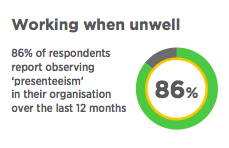 Working when unwell
86% of respondents
report observing
‘presenteeism’
in their organisation
over the last 12 months
86%